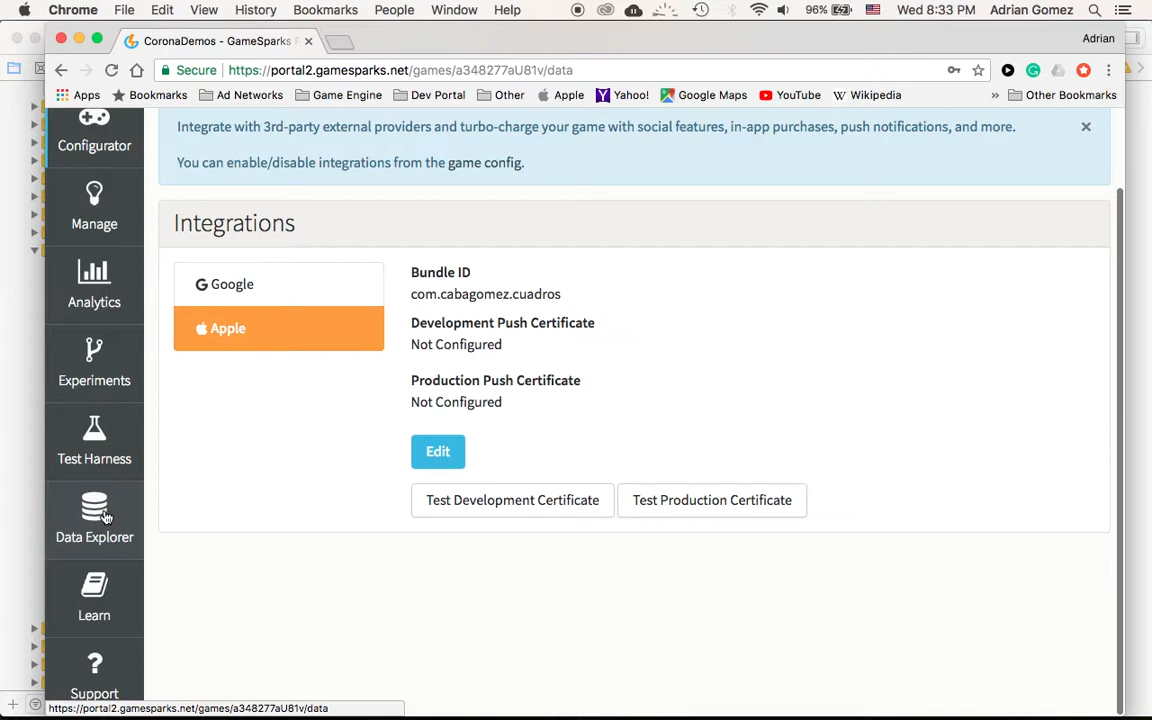 Chrome File Edit View History Bookmarks People Window Help 96% Wed 8:33 PM Adrian Gomez
CoronaDemos - GameSparks P Adrian
Secure https://portal2.gamesparks.net/games/a348277aU81v/data
Apps Bookmarks Ad Networks Game Engine Dev Portal Other Apple Yahoo! Google Maps YouTube Wikipedia » Other Bookmarks
Configurator
Manage
Analytics
Experiments
Test Harness
Data Explorer
Learn
Support
Integrate with 3rd-party external providers and turbo-charge your game with social features, in-app purchases, push notifications, and more.
You can enable/disable integrations from the game config.
Integrations
Google
Apple
Bundle ID
com.cabagomez.cuadros
Development Push Certificate
Not Configured
Production Push Certificate
Not Configured
Edit
Test Development Certificate Test Production Certificate
https://portal2.gamesparks.net/games/a348277aU81v/data